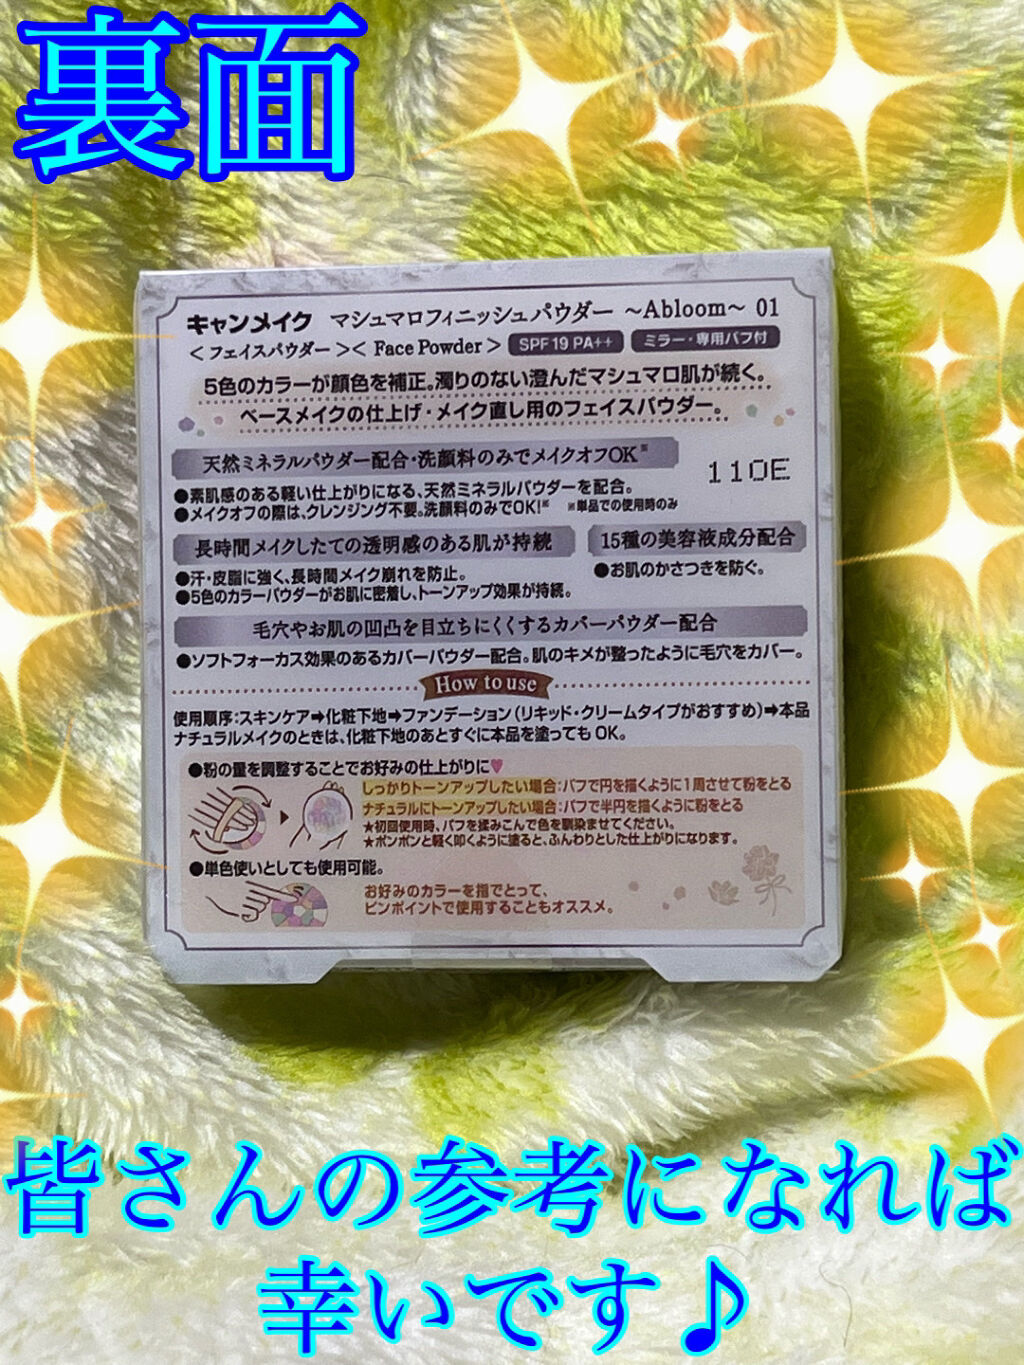 裏面
キャンメイク マシュマロフィニッシュパウダー ～Abloom～ 01
＜フェイスパウダー＞＜Face Powder＞ SPF19 PA++ ミラー・専用パフ付
5色のカラーが顔色を補正。濁りのない澄んだマシュマロ肌が続く。
ベースメイクの仕上げ・メイク直し用のフェイスパウダー。
天然ミネラルパウダー配合・洗顔料のみでメイクオフOK※
110E
●素肌感のある軽い仕上がりになる、天然ミネラルパウダーを配合。
●メイクオフの際は、クレンジング不要。洗顔料のみでOK!※ ※単品での使用時のみ
長時間メイクしたての透明感のある肌が持続
15種の美容液成分配合
●汗・皮脂に強く、長時間メイク崩れを防止。
●お肌のかさつきを防ぐ。
●5色のカラーパウダーがお肌に密着し、トーンアップ効果が持続。
毛穴やお肌の凹凸を目立ちにくくするカバーパウダー配合
●ソフトフォーカス効果のあるカバーパウダー配合。肌のキメが整ったように毛穴をカバー。
How to use
使用順序:スキンケア➡化粧下地➡ファンデーション(リキッド・クリームタイプがおすすめ)➡本品
ナチュラルメイクのときは、化粧下地のあとすぐに本品を塗ってもOK。
●粉の量を調整することでお好みの仕上がりに♥
しっかりトーンアップしたい場合:パフで円を描くように1周させて粉をとる
ナチュラルにトーンアップしたい場合:パフで半円を描くように粉をとる
★初回使用時、パフを揉みこんで色を馴染ませてください。
★ポンポンと軽く叩くように塗ると、ふんわりとした仕上がりになります。
●単色使いとしても使用可能。
お好みのカラーを指でとって、
ピンポイントで使用することもオススメ。
皆さんの参考になれば
幸いです♪